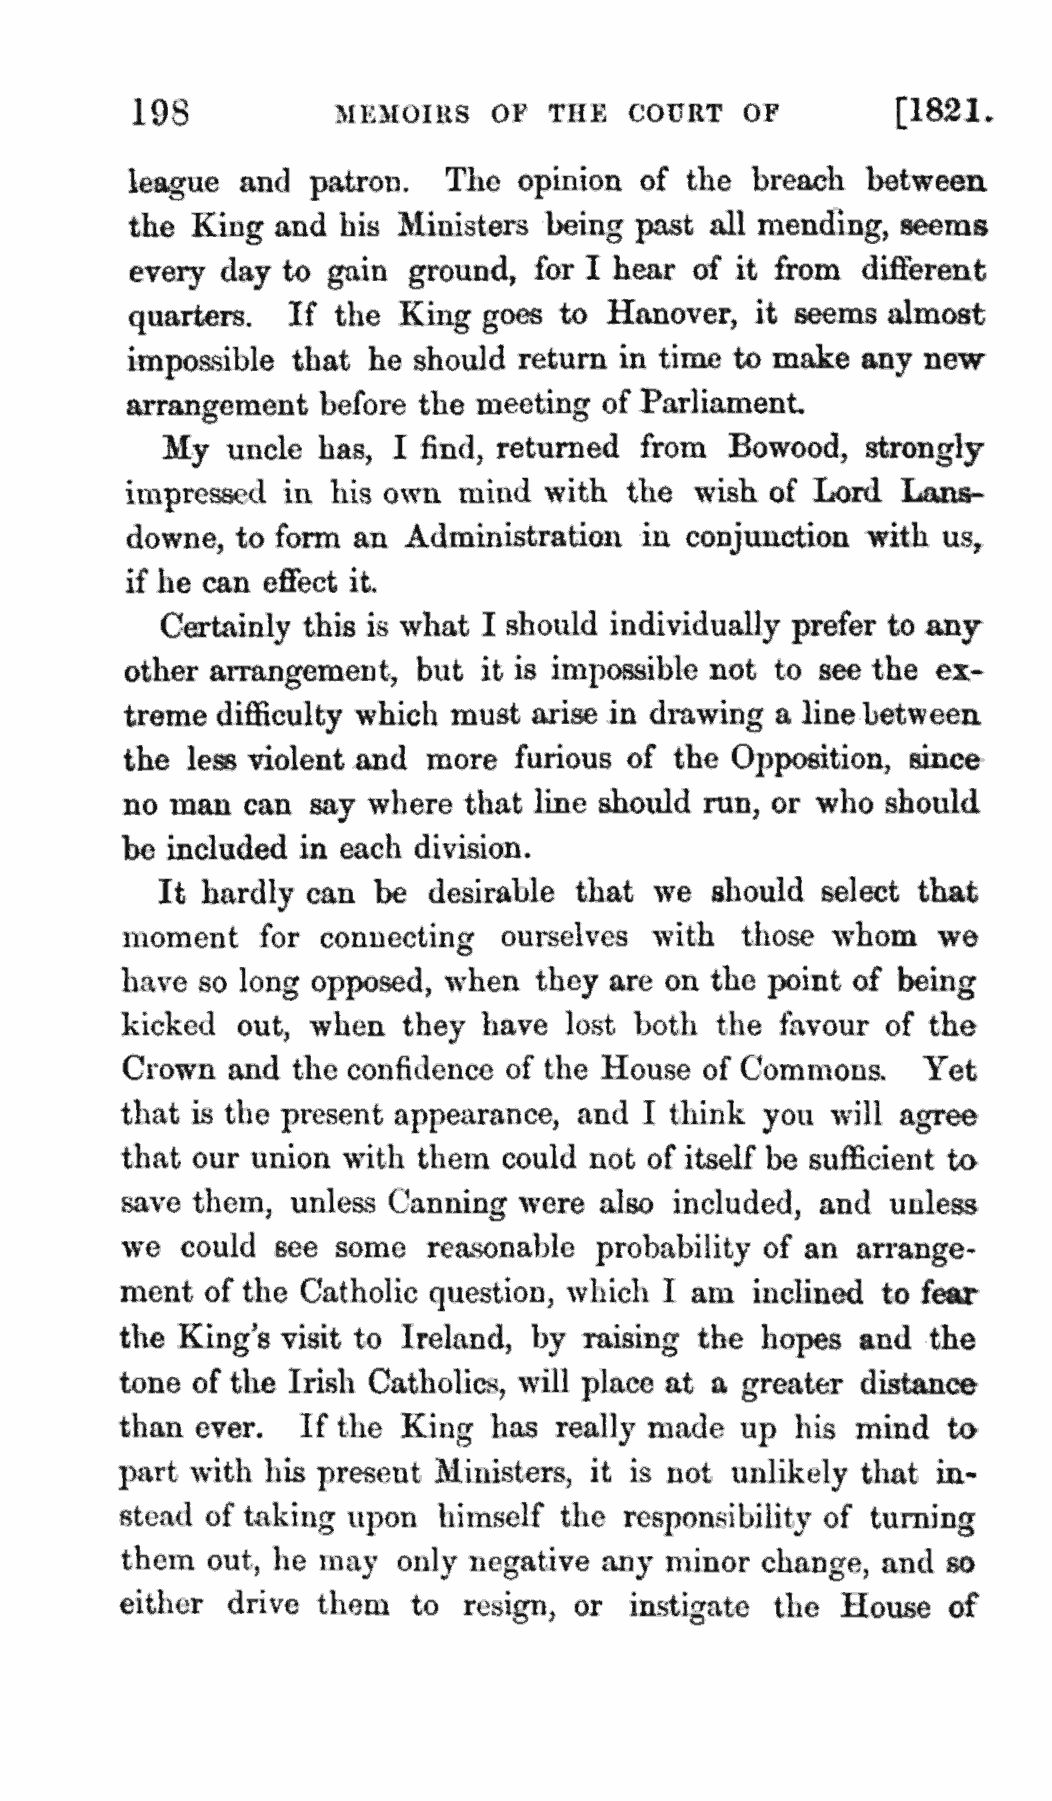 198 MEMOIRS OF THE COURT OF [1821.
league and patron. The opinion of the breach between
the King and his Ministers being past all mending, seems
every day to gain ground, for I hear of it from different
quarters. If the King goes to Hanover, it seems almost
impossible that he should return in time to make any new
arrangement before the meeting of Parliament.
My uncle has, I find, returned from Bowood, strongly
impressed in his own mind with the wish of Lord Lans-
downe, to form an Administration in conjunction with us,
if he can effect it.
Certainly this is what I should individually prefer to any
other arrangement, but it is impossible not to see the ex-
treme difficulty which must arise in drawing a line between
the less violent and more furious of the Opposition, since
no man can say where that line should run, or who should
be included in each division.
It hardly can be desirable that we should select that
moment for connecting ourselves with those whom we
have so long opposed, when they are on the point of being
kicked out, when they have lost both the favour of the
Crown and the confidence of the House of Commons. Yet
that is the present appearance, and I think you will agree
that our union with them could not of itself be sufficient to
save them, unless Canning were also included, and unless
we could see some reasonable probability of an arrange-
ment of the Catholic question, which I am inclined to fear
the King's visit to Ireland, by raising the hopes and the
tone of the Irish Catholics, will place at a greater distance
than ever. If the King has really made up his mind to
part with his present Ministers, it is not unlikely that in-
stead of taking upon himself the responsibility of turning
them out, he may only negative any minor change, and so
either drive them to resign, or instigate the House of